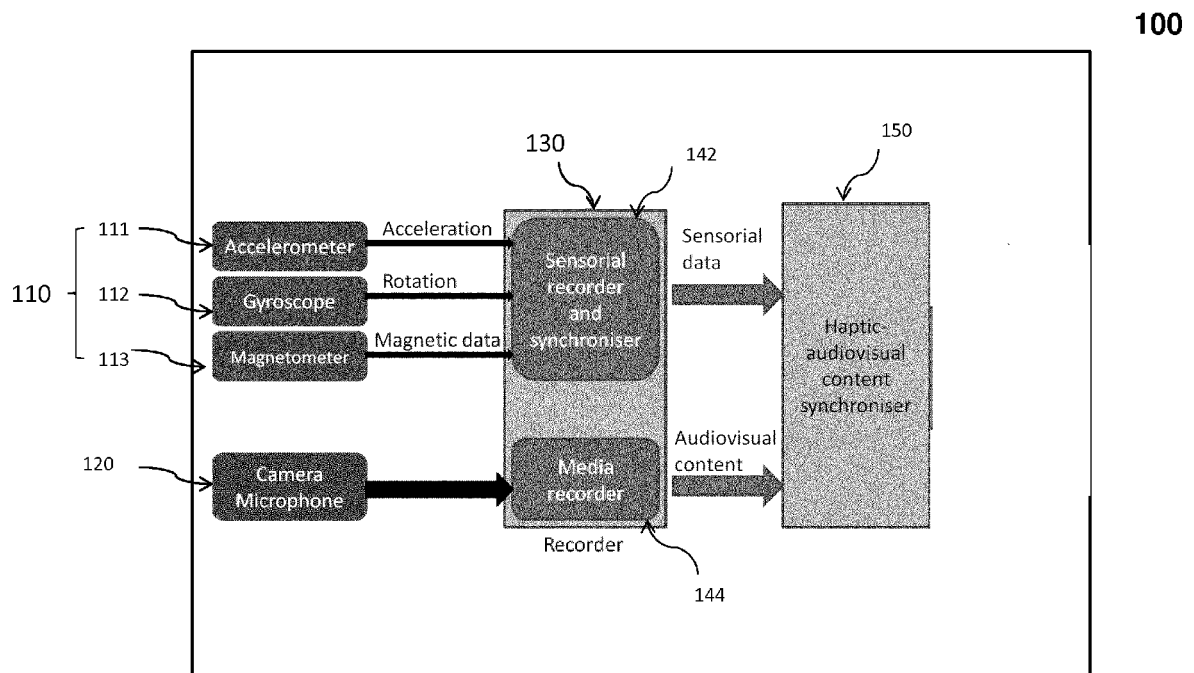 100
150
130
142
111
Accelerometer
Acceleration
Sensorial
recorder
and
synchroniser
Sensorial
data
110
112
Gyroscope
Rotation
113
Magnetometer
Magnetic data
Haptic-
audiovisual
content
synchroniser
120
Camera
Microphone
Media
recorder
Audiovisual
content
Recorder
144